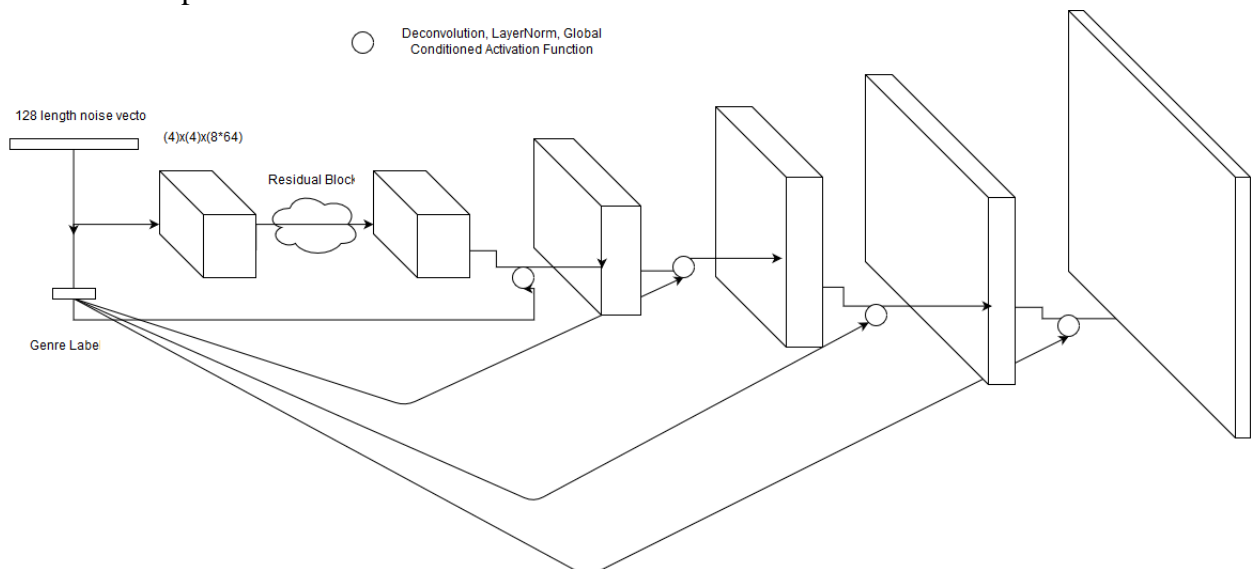 Deconvolution, LayerNorm, Global
Conditioned Activation Function
128 length noise vecto
(4)x(4)x(8*64)
Residual Block
Genre Label